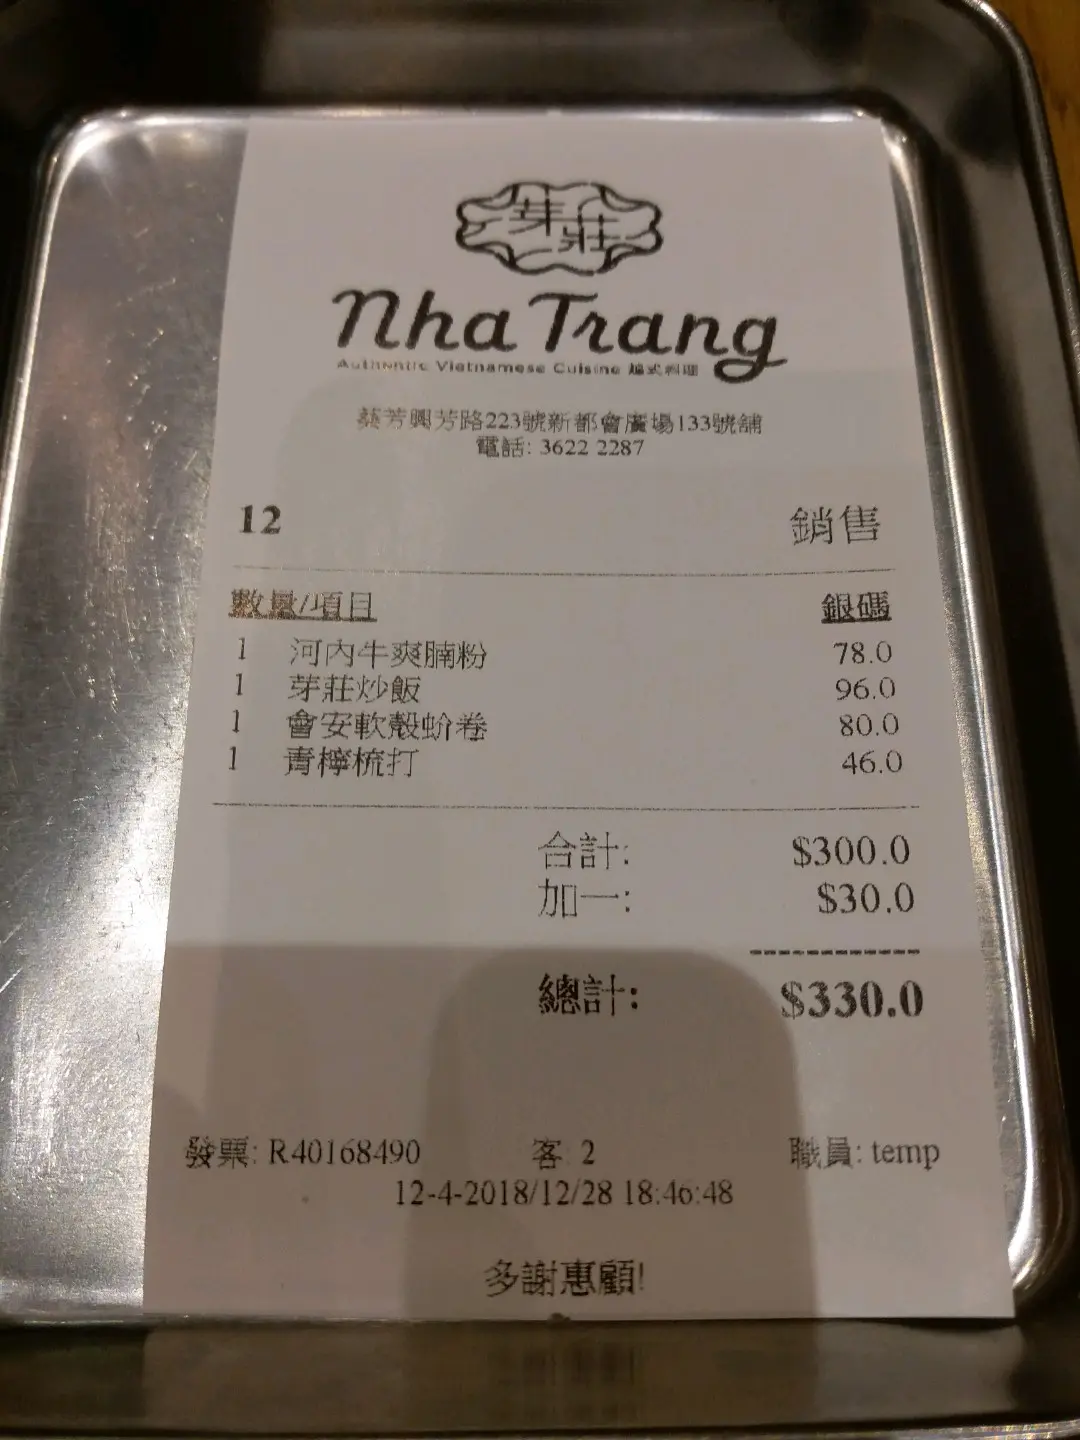 芽莊
Nha Trang
Authentic Vietnamese Cuisine 越式料理
葵芳興芳路223號新都會廣場133號舖
電話: 3622 2287
12 銷售
數量/項目 銀碼
1 河內牛爽腩粉 78.0
1 芽莊炒飯 96.0
1 會安軟殼蚧卷 80.0
1 青檸梳打 46.0
合計: $300.0
加一: $30.0
總計: $330.0
發票: R40168490 客: 2 職員: temp
12-4-2018/12/28 18:46:48
多謝惠顧!